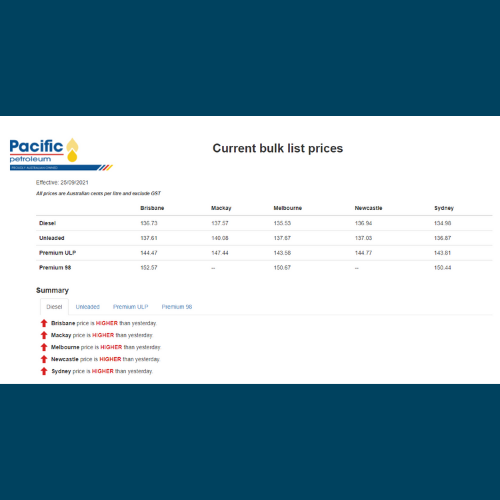 Pacific
petroleum
PROUDLY AUSTRALIAN OWNED
Current bulk list prices
Effective: 25/09/2021
All prices are Australian cents per litre and exclude GST
Brisbane Mackay Melbourne Newcastle Sydney
Diesel 136.73 137.57 135.53 136.94 134.98
Unleaded 137.61 140.08 137.67 137.03 136.87
Premium ULP 144.47 147.44 143.58 144.77 143.81
Premium 98 152.57 -- 150.67 -- 150.44
Summary
Diesel Unleaded Premium ULP Premium 98
Brisbane price is HIGHER than yesterday.
Mackay price is HIGHER than yesterday.
Melbourne price is HIGHER than yesterday.
Newcastle price is HIGHER than yesterday.
Sydney price is HIGHER than yesterday.